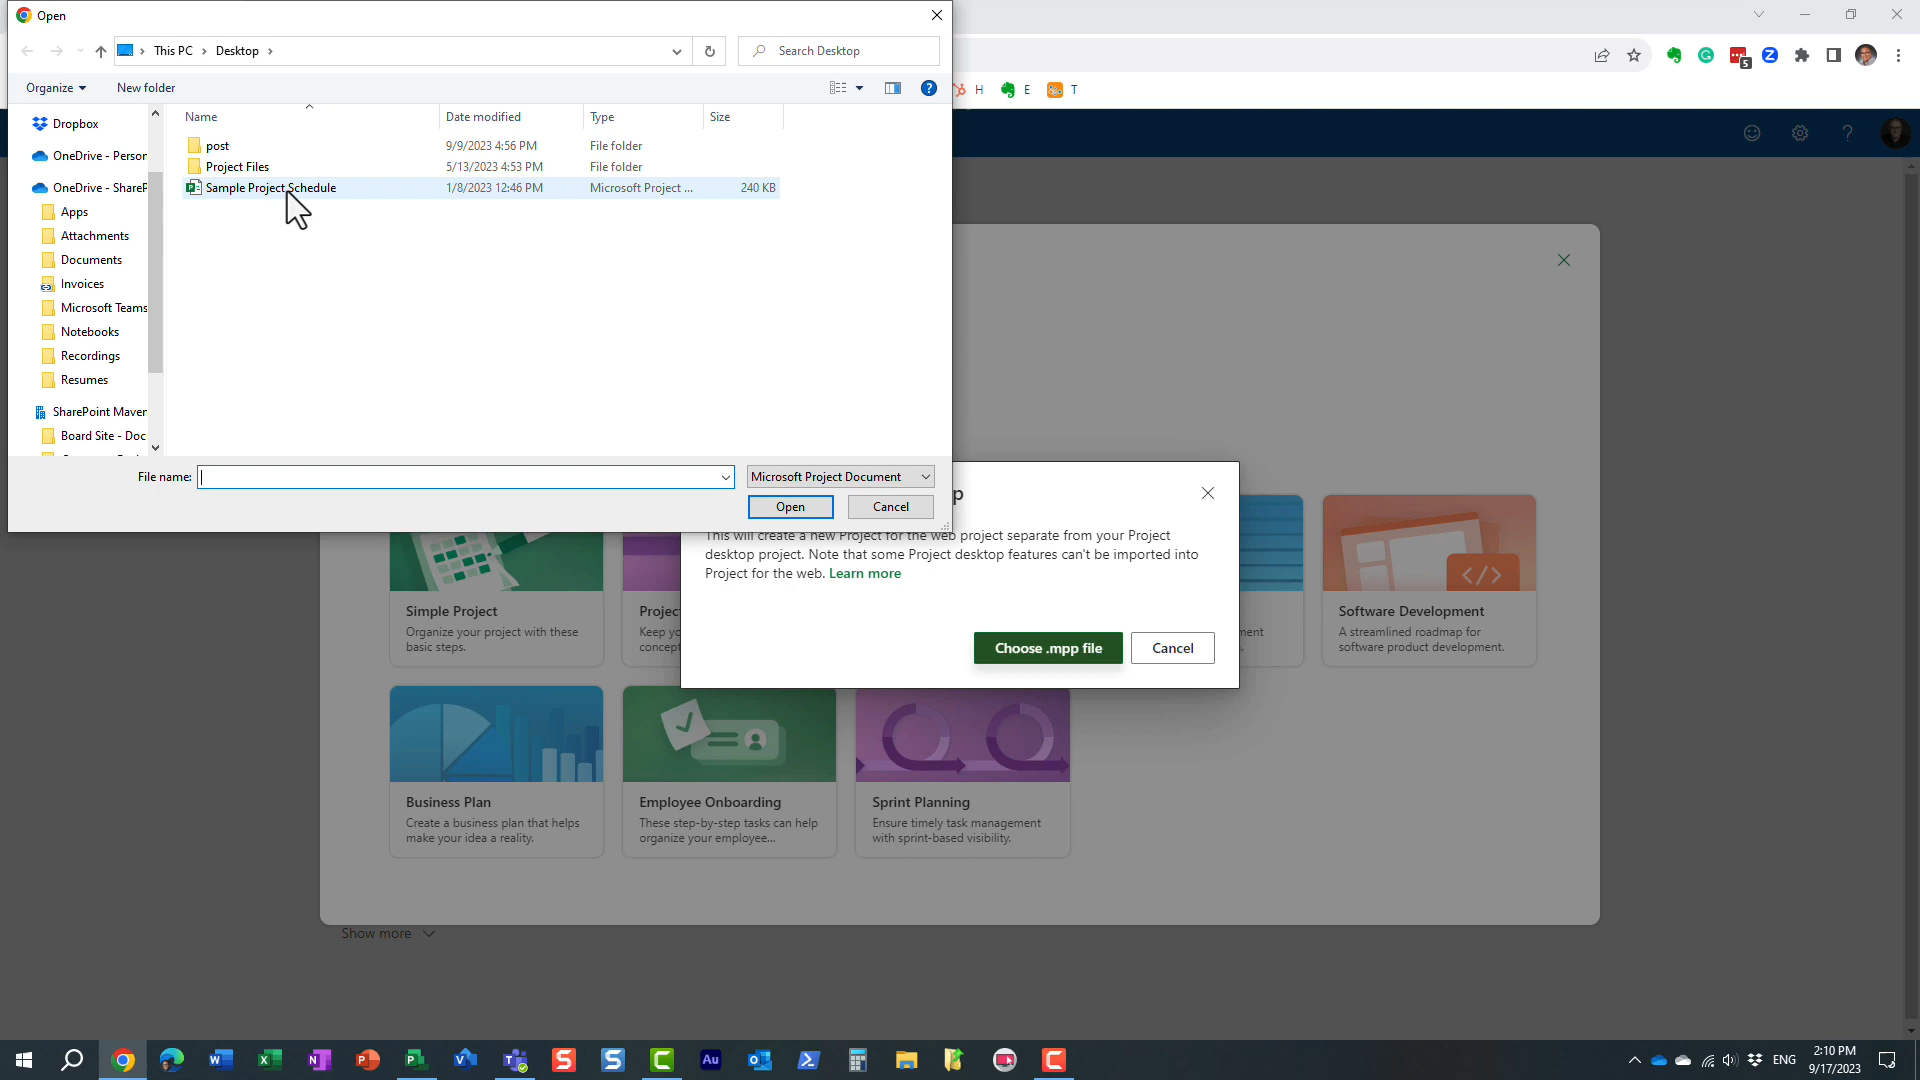 Open
This PC
Desktop
Search Desktop
Organize
New folder
Name
Date modified
Type
Size
Dropbox
OneDrive - Person
OneDrive - ShareP
Apps
Attachments
Documents
Invoices
Microsoft Teams
Notebooks
Recordings
Resumes
SharePoint Maven
Board Site - Doc
post 9/9/2023 4:56 PM File folder
Project Files 5/13/2023 4:53 PM File folder
Sample Project Schedule 1/8/2023 12:46 PM Microsoft Project ... 240 KB
File name:
Microsoft Project Document
Open
Cancel
H
E
T
5
p
This will create a new Project for the web project separate from your Project
desktop project. Note that some Project desktop features can't be imported into
Project for the web. Learn more
Choose .mpp file
Cancel
Simple Project
Organize your project with these
basic steps.
Software Development
A streamlined roadmap for
software product development.
Business Plan
Create a business plan that helps
make your idea a reality.
Employee Onboarding
These step-by-step tasks can help
organize your employee...
Sprint Planning
Ensure timely task management
with sprint-based visibility.
Show more
ENG
2:10 PM
9/17/2023